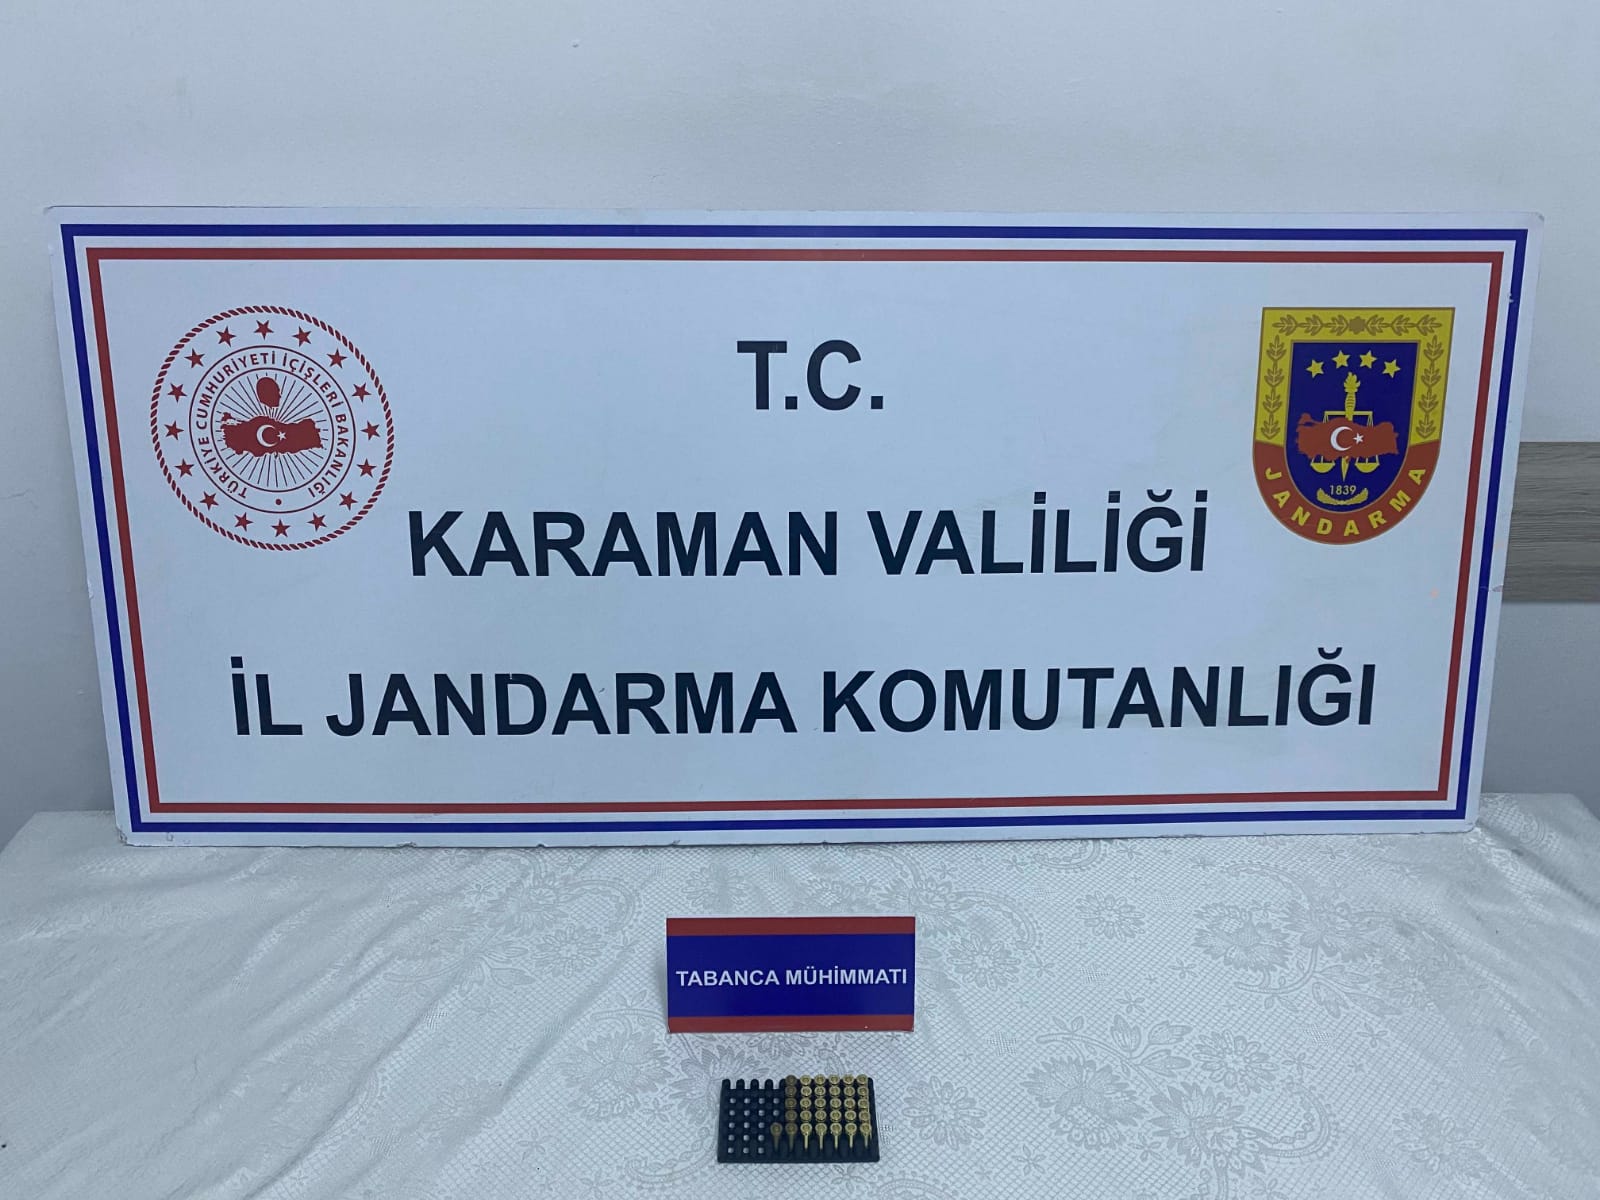 T.C.
KARAMAN VALİLİĞİ
İL JANDARMA KOMUTANLIĞI
TÜRKİYE CUMHURİYETİ İÇİŞLERİ BAKANLIĞI
1839
JANDARMA
TABANCA MÜHİMMATI